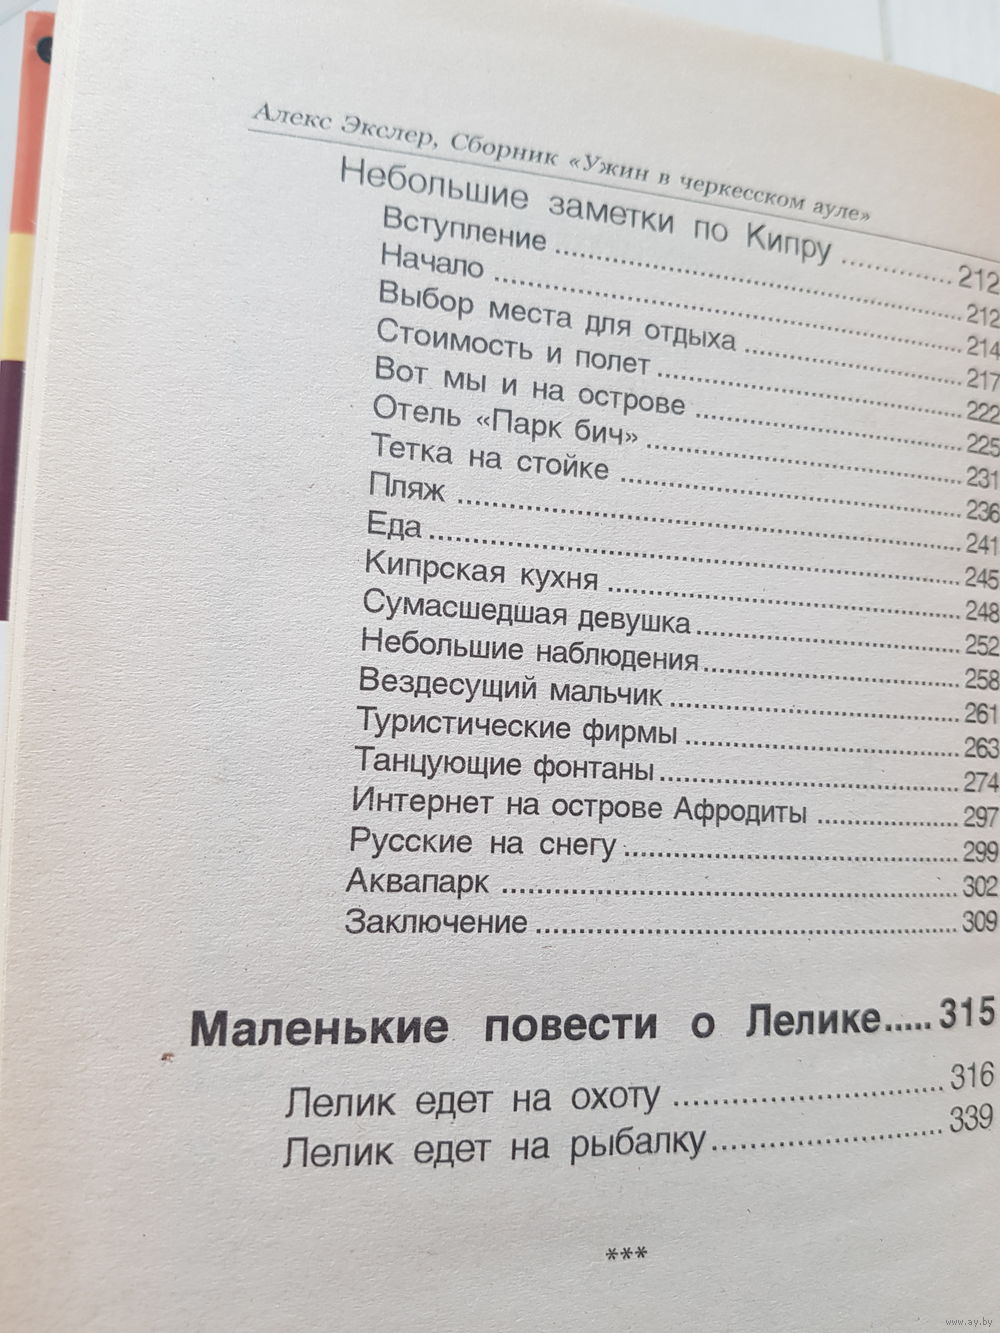 Алекс Экслер, Сборник «Ужин в черкесском ауле»
Небольшие заметки по Кипру ............. 212
Вступление ............. 212
Начало ............. 214
Выбор места для отдыха ............. 217
Стоимость и полет ............. 222
Вот мы и на острове ............. 225
Отель «Парк бич» ............. 231
Тетка на стойке ............. 236
Пляж ............. 241
Еда ............. 245
Кипрская кухня ............. 248
Сумасшедшая девушка ............. 252
Небольшие наблюдения ............. 258
Вездесущий мальчик ............. 261
Туристические фирмы ............. 263
Танцующие фонтаны ............. 274
Интернет на острове Афродиты ............. 297
Русские на снегу ............. 299
Аквапарк ............. 302
Заключение ............. 309
Маленькие повести о Лелике ..... 315
Лелик едет на охоту ............. 316
Лелик едет на рыбалку ............. 339
***
www.ay.by